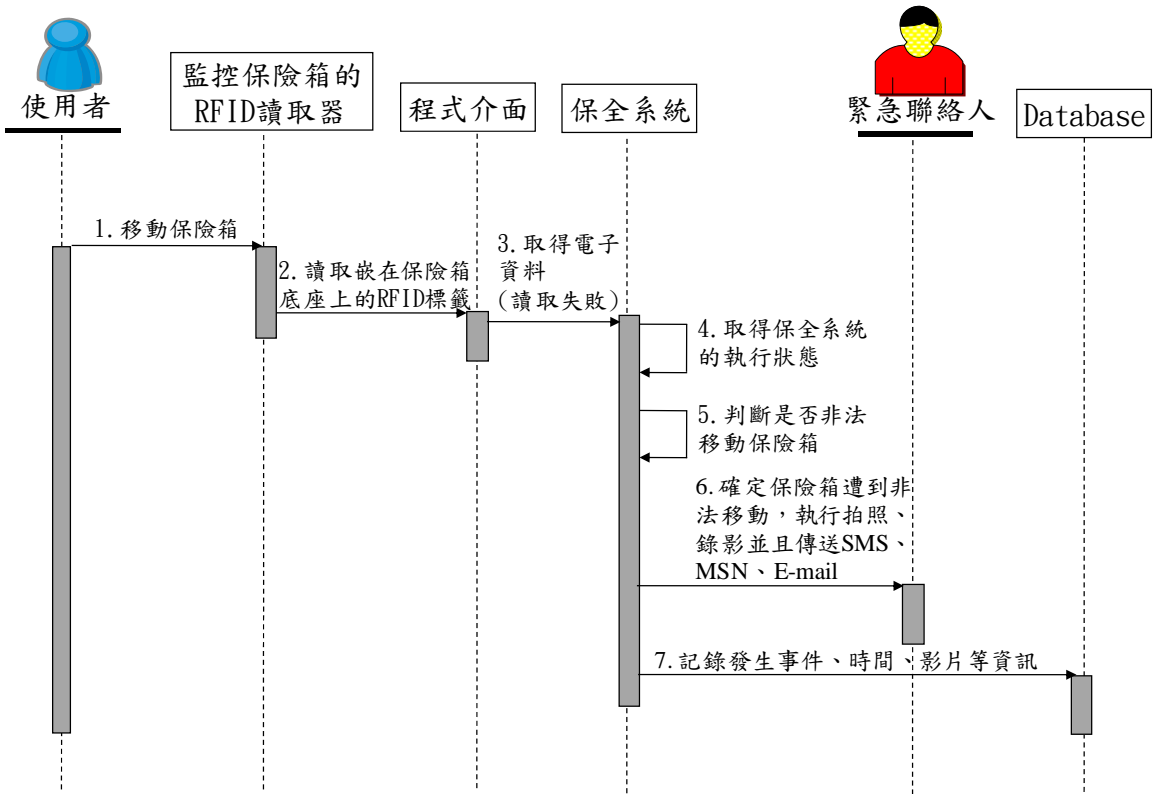 使用者
監控保險箱的
RFID讀取器
程式介面
保全系統
緊急聯絡人
Database
1.移動保險箱
2.讀取嵌在保險箱
底座上的RFID標籤
3.取得電子
資料
(讀取失敗)
4.取得保全系統
的執行狀態
5.判斷是否非法
移動保險箱
6.確定保險箱遭到非
法移動，執行拍照、
錄影並且傳送SMS、
MSN、E-mail
7.記錄發生事件、時間、影片等資訊